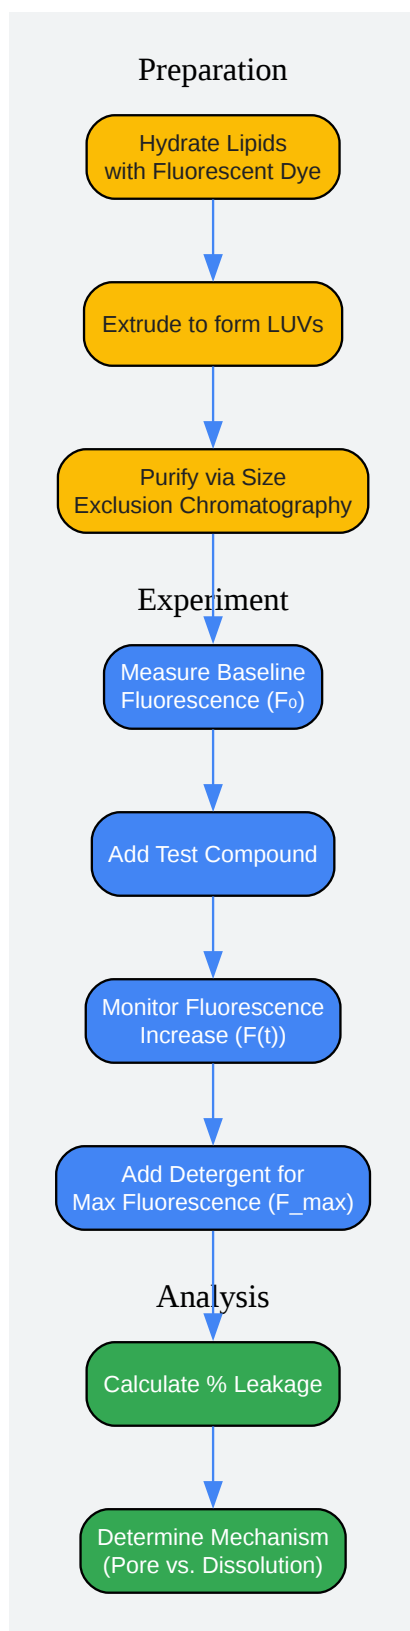 Preparation
Hydrate Lipids
with Fluorescent Dye
Extrude to form LUVs
Purify via Size
Exclusion Chromatography
Experiment
Measure Baseline
Fluorescence (F₀)
Add Test Compound
Monitor Fluorescence
Increase (F(t))
Add Detergent for
Max Fluorescence (F_max)
Analysis
Calculate % Leakage
Determine Mechanism
(Pore vs. Dissolution)